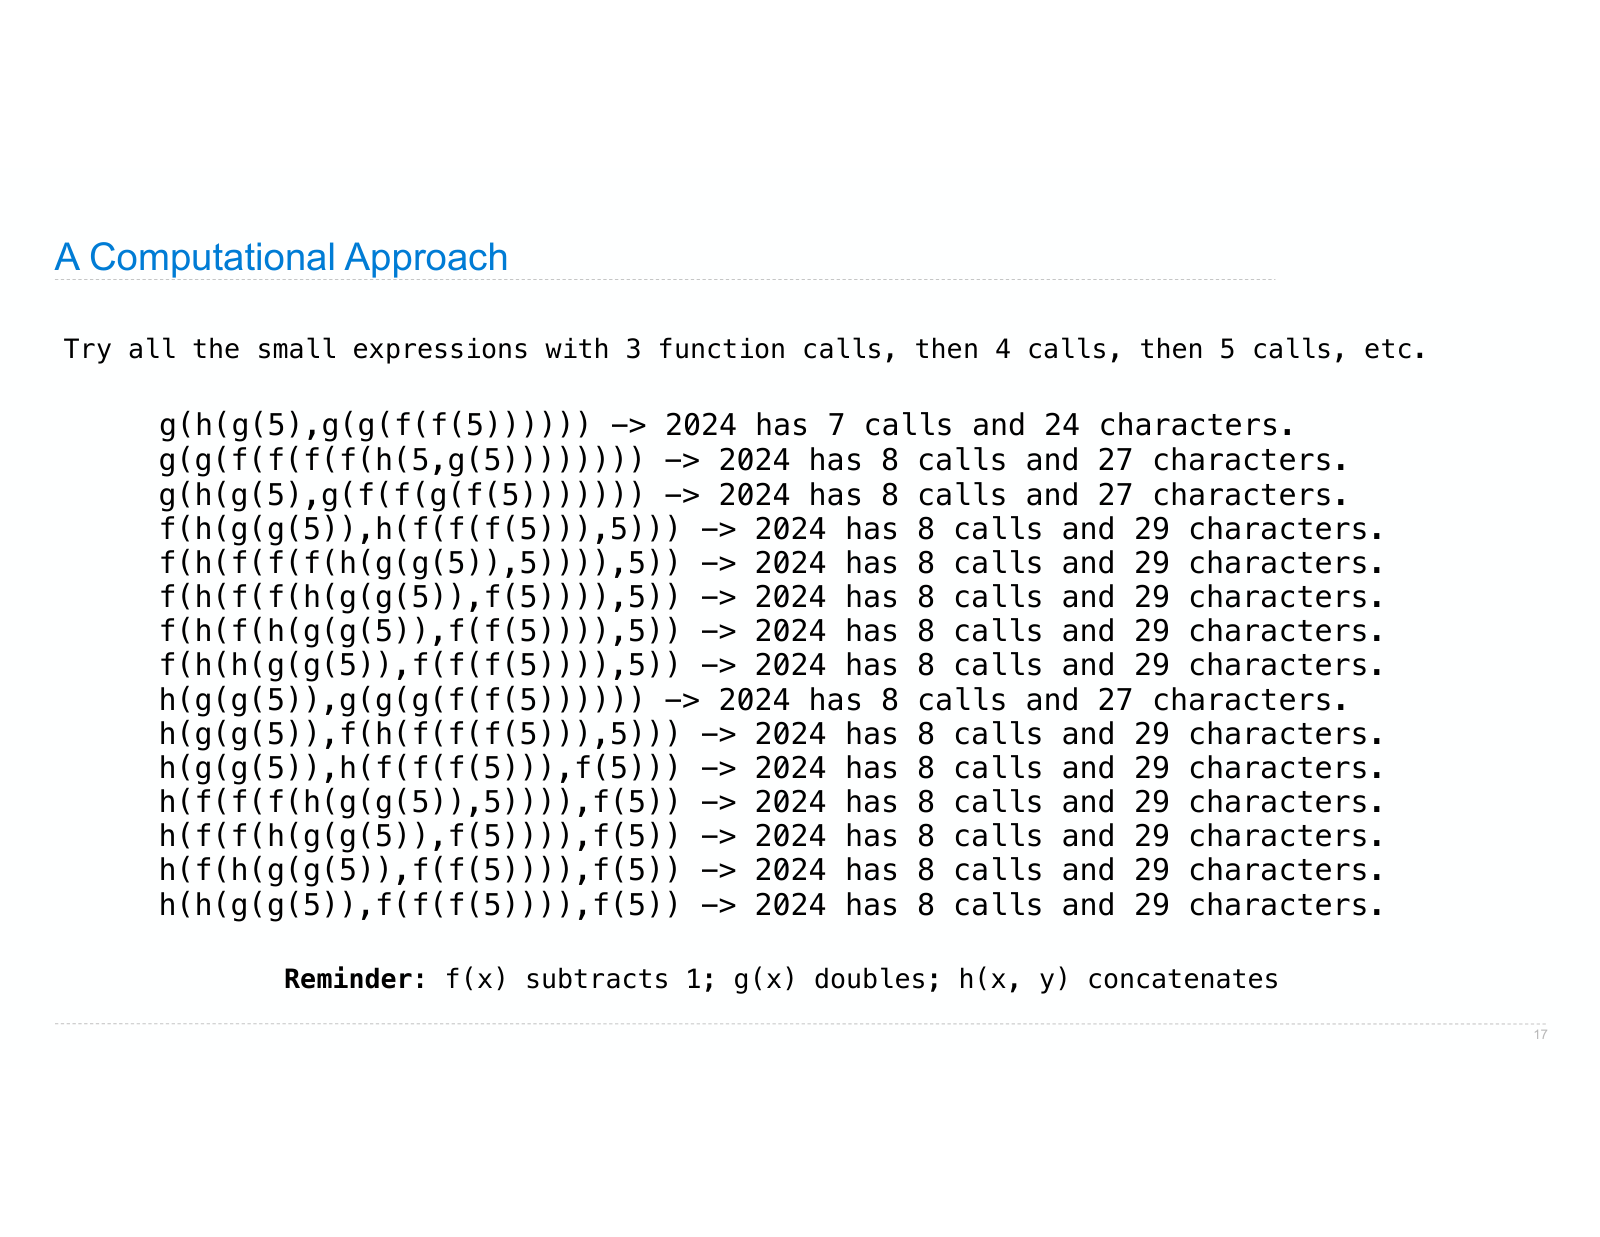 A Computational Approach
Try all the small expressions with 3 function calls, then 4 calls, then 5 calls, etc.
g(h(g(5),g(g(f(f(5)))))) —> 2024 has 7 calls and 24 characters.
g(g(f(f(f(f(h(5,g(5)))))))) —> 2024 has 8 calls and 27 characters.
g(h(g(5),g(f(f(g(f(5))))))) —> 2024 has 8 calls and 27 characters.
f(h(g(g(5)),h(f(f(f(5))),5))) —> 2024 has 8 calls and 29 characters.
f(h(f(f(f(h(g(g(5)),5)))),5)) —> 2024 has 8 calls and 29 characters.
f(h(f(f(h(g(g(5)),f(5)))),5)) —> 2024 has 8 calls and 29 characters.
f(h(f(h(g(g(5)),f(f(5)))),5)) —> 2024 has 8 calls and 29 characters.
f(h(h(g(g(5)),f(f(f(5)))),5)) —> 2024 has 8 calls and 29 characters.
h(g(g(5)),g(g(g(f(f(5)))))) —> 2024 has 8 calls and 27 characters.
h(g(g(5)),f(h(f(f(f(5))),5))) —> 2024 has 8 calls and 29 characters.
h(g(g(5)),h(f(f(f(5))),f(5))) —> 2024 has 8 calls and 29 characters.
h(f(f(f(h(g(g(5)),5)))),f(5)) —> 2024 has 8 calls and 29 characters.
h(f(f(h(g(g(5)),f(5)))),f(5)) —> 2024 has 8 calls and 29 characters.
h(f(h(g(g(5)),f(f(5)))),f(5)) —> 2024 has 8 calls and 29 characters.
h(h(g(g(5)),f(f(f(5)))),f(5)) —> 2024 has 8 calls and 29 characters.
Reminder: f(x) subtracts 1; g(x) doubles; h(x, y) concatenates
17